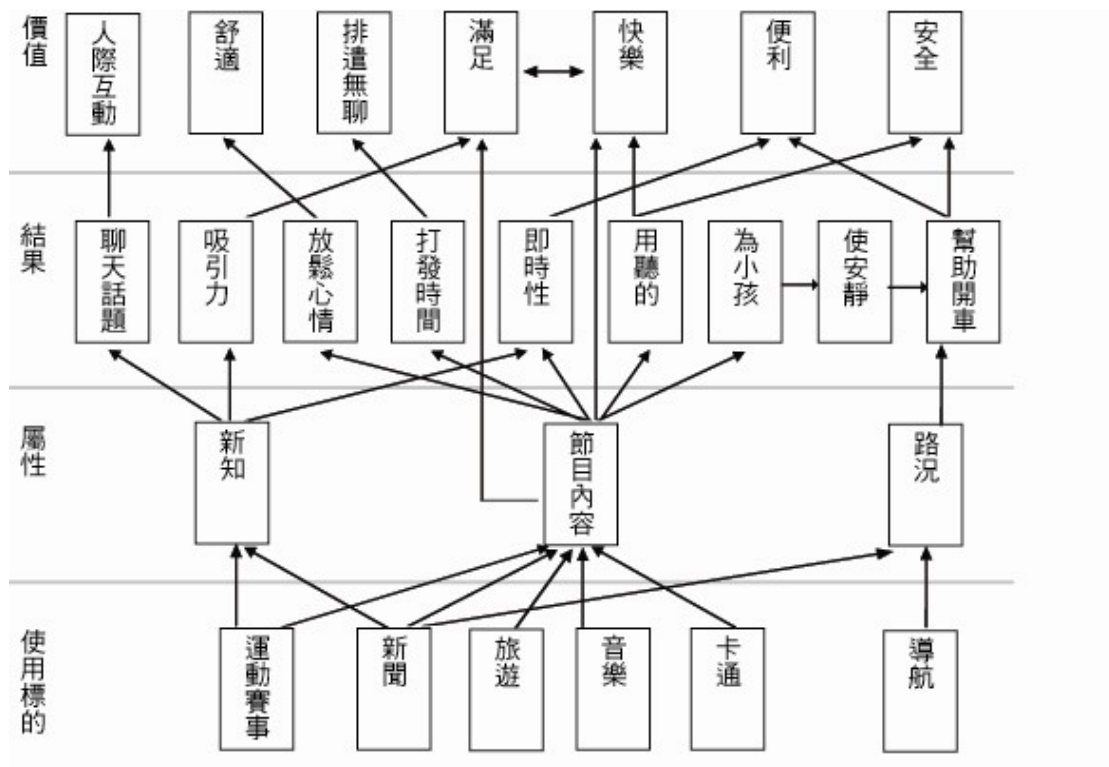 價值
人際互動
舒適
排遣無聊
滿足
快樂
便利
安全
結果
聊天話題
吸引力
放鬆心情
打發時間
即時性
用聽的
為小孩
使安靜
幫助開車
屬性
新知
節目內容
路況
使用標的
運動賽事
新聞
旅遊
音樂
卡通
導航